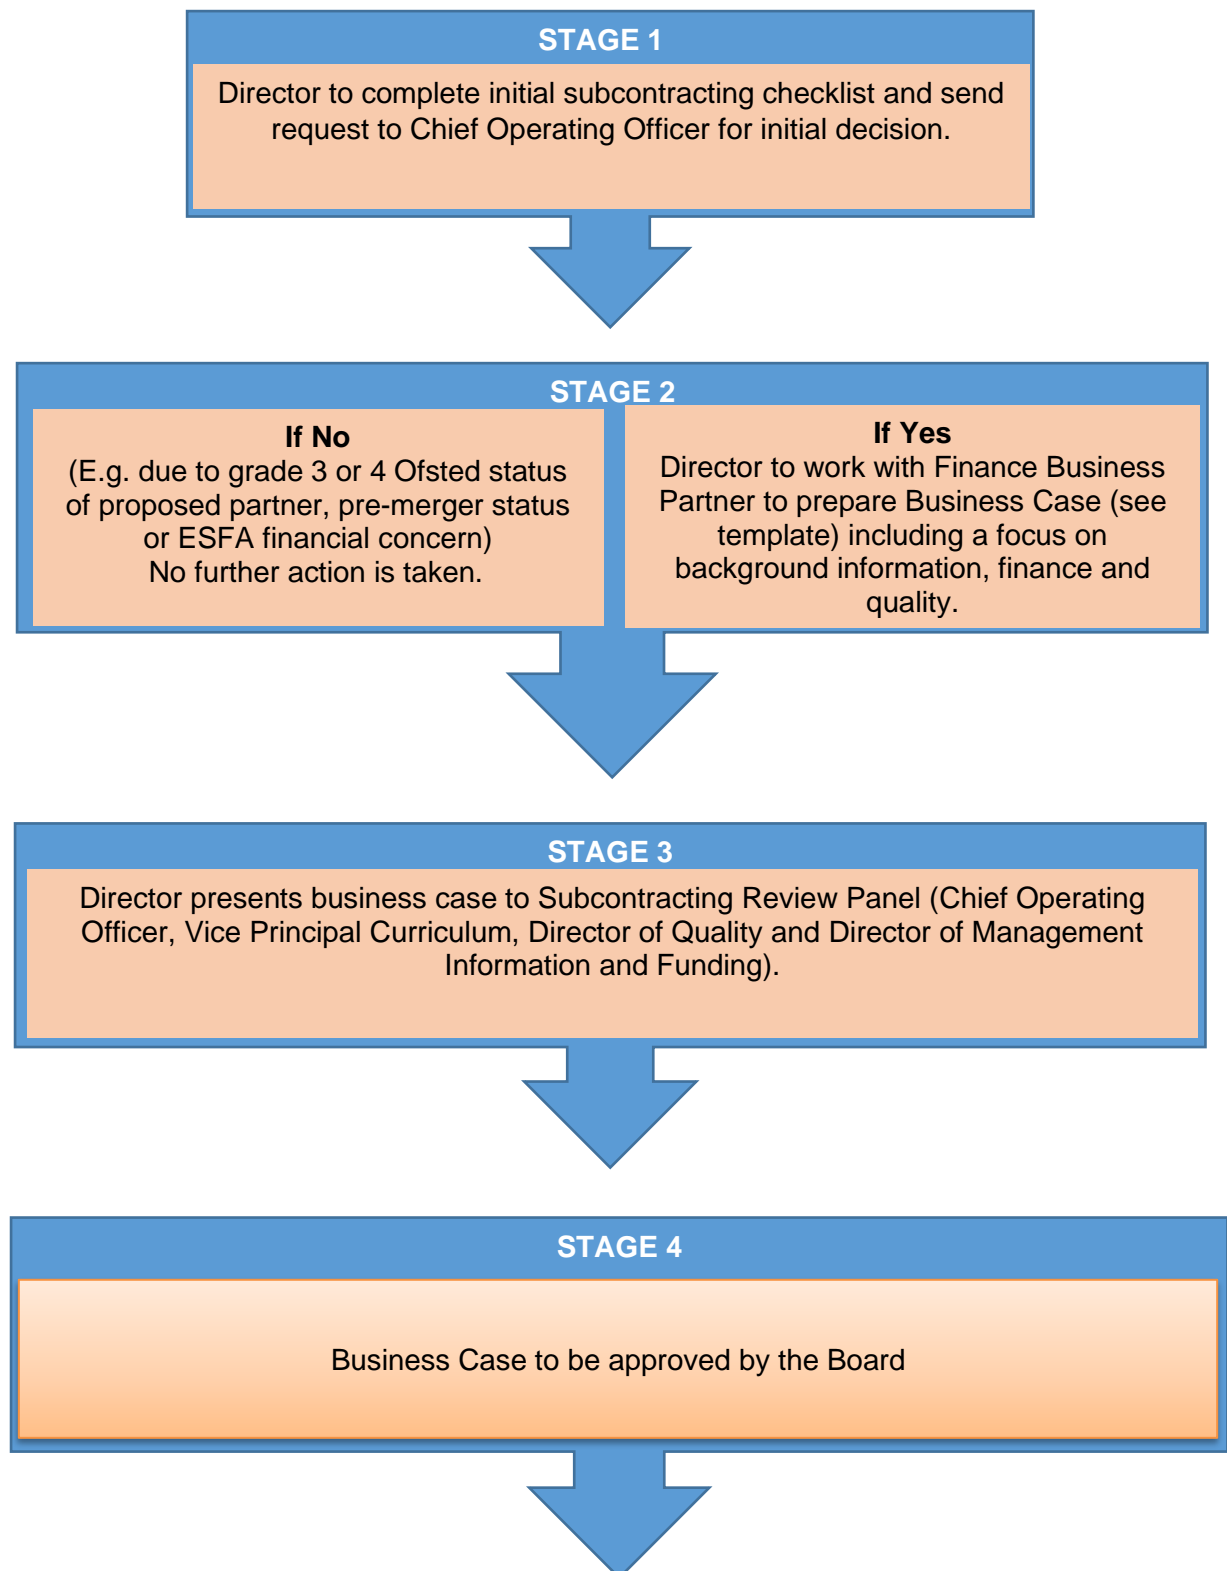 STAGE 1
Director to complete initial subcontracting checklist and send
request to Chief Operating Officer for initial decision.
STAGE 2
If No
(E.g. due to grade 3 or 4 Ofsted status
of proposed partner, pre-merger status
or ESFA financial concern)
No further action is taken.
If Yes
Director to work with Finance Business
Partner to prepare Business Case (see
template) including a focus on
background information, finance and
quality.
STAGE 3
Director presents business case to Subcontracting Review Panel (Chief Operating
Officer, Vice Principal Curriculum, Director of Quality and Director of Management
Information and Funding).
STAGE 4
Business Case to be approved by the Board